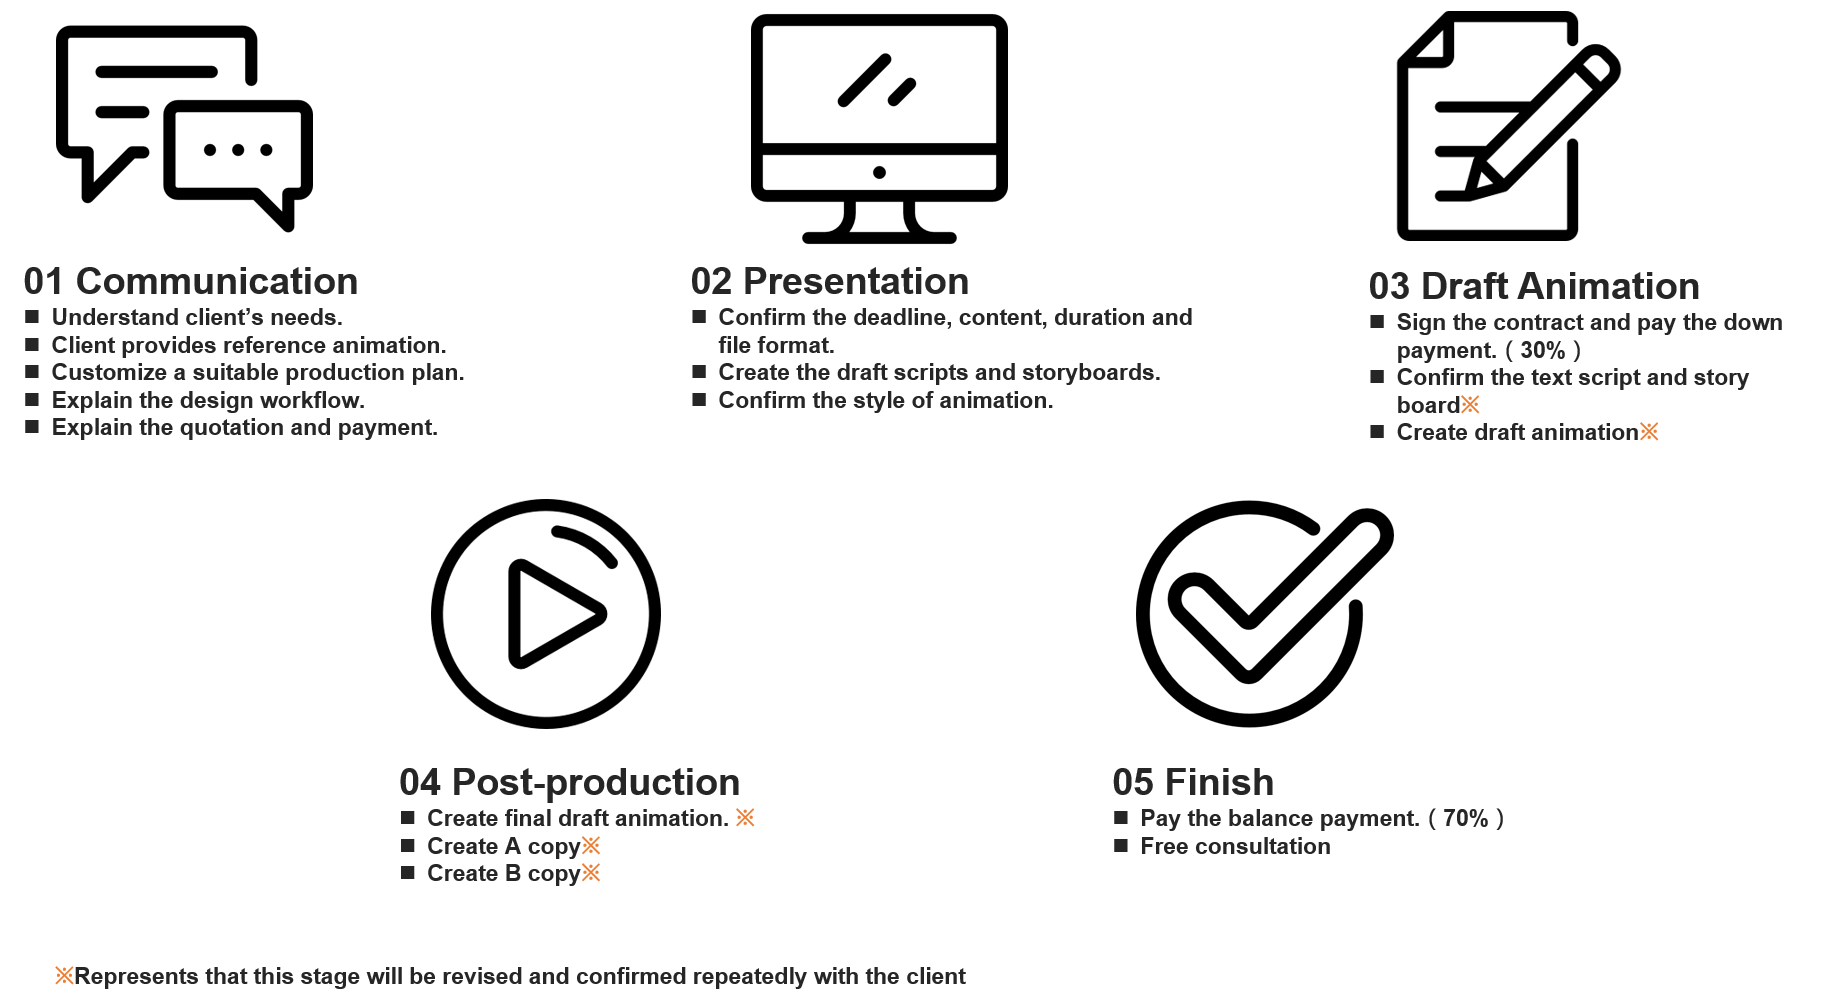 01 Communication
■ Understand client’s needs.
■ Client provides reference animation.
■ Customize a suitable production plan.
■ Explain the design workflow.
■ Explain the quotation and payment.
02 Presentation
■ Confirm the deadline, content, duration and
file format.
■ Create the draft scripts and storyboards.
■ Confirm the style of animation.
03 Draft Animation
■ Sign the contract and pay the down
payment.（30%）
■ Confirm the text script and story
board※
■ Create draft animation※
04 Post-production
■ Create final draft animation. ※
■ Create A copy※
■ Create B copy※
05 Finish
■ Pay the balance payment.（70%）
■ Free consultation
※Represents that this stage will be revised and confirmed repeatedly with the client